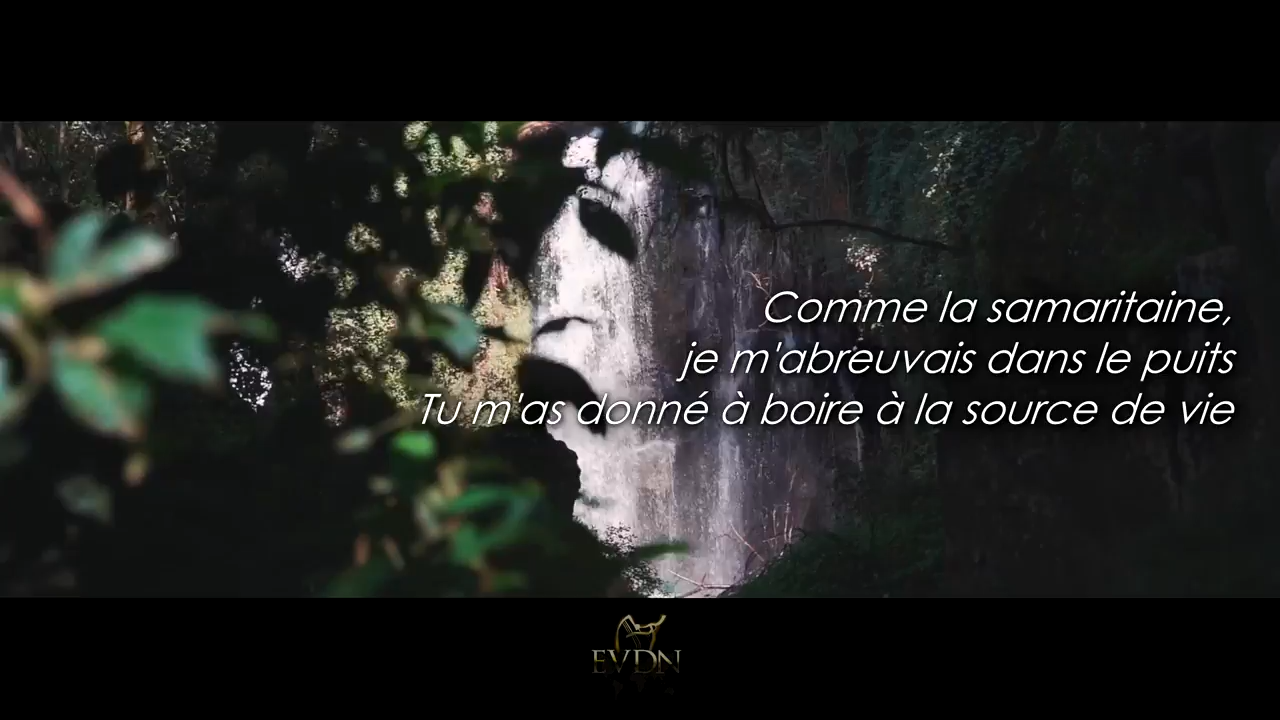 Comme la samaritaine,
je m'abreuvais dans le puits
Tu m'as donné à boire à la source de vie
EVDN